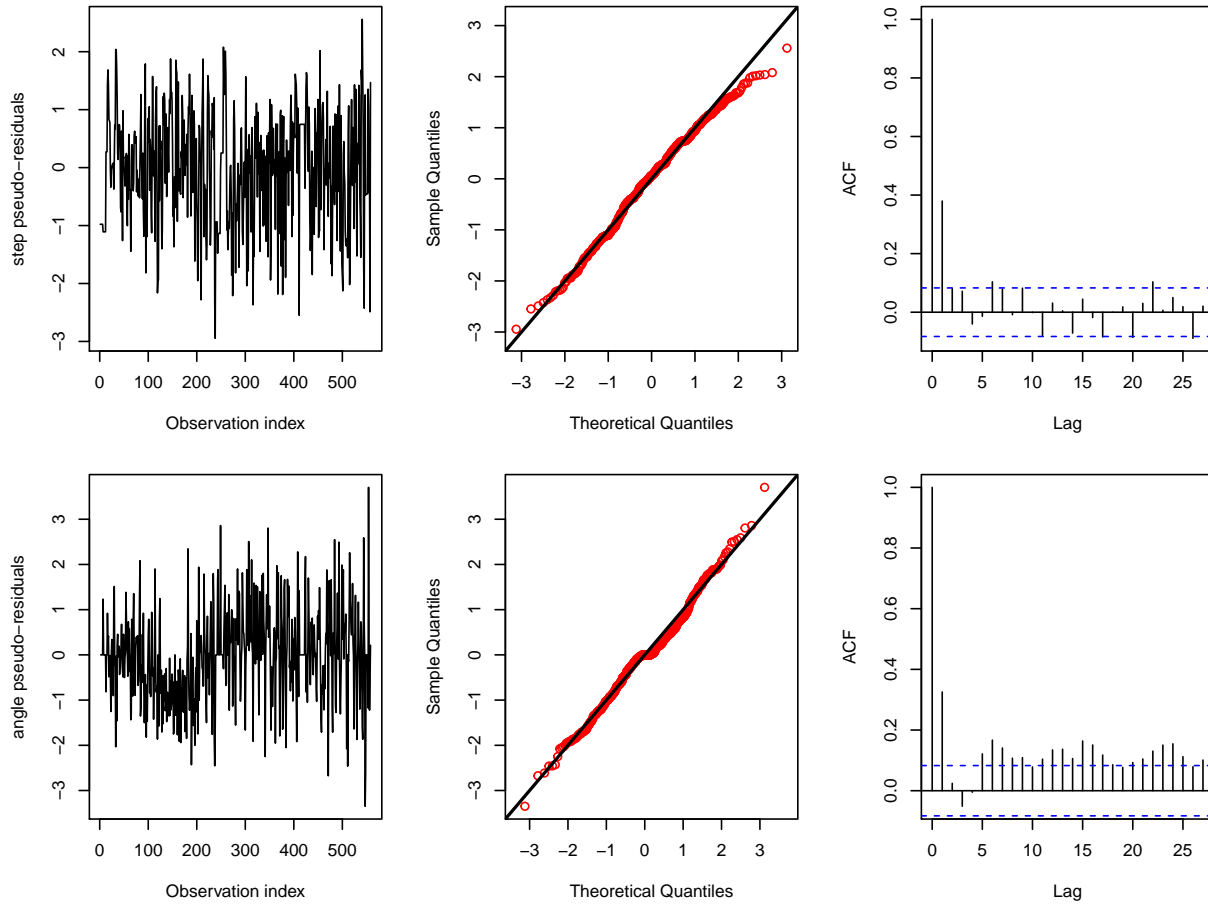 step pseudo−residuals
2
1
0
−1
−2
−3
0 100 200 300 400 500
Observation index
Sample Quantiles
3
2
1
0
−1
−2
−3
−3 −2 −1 0 1 2 3
Theoretical Quantiles
ACF
1.0
0.8
0.6
0.4
0.2
0.0
0 5 10 15 20 25
Lag
angle pseudo−residuals
3
2
1
0
−1
−2
−3
0 100 200 300 400 500
Observation index
Sample Quantiles
3
2
1
0
−1
−2
−3
−3 −2 −1 0 1 2 3
Theoretical Quantiles
ACF
1.0
0.8
0.6
0.4
0.2
0.0
0 5 10 15 20 25
Lag